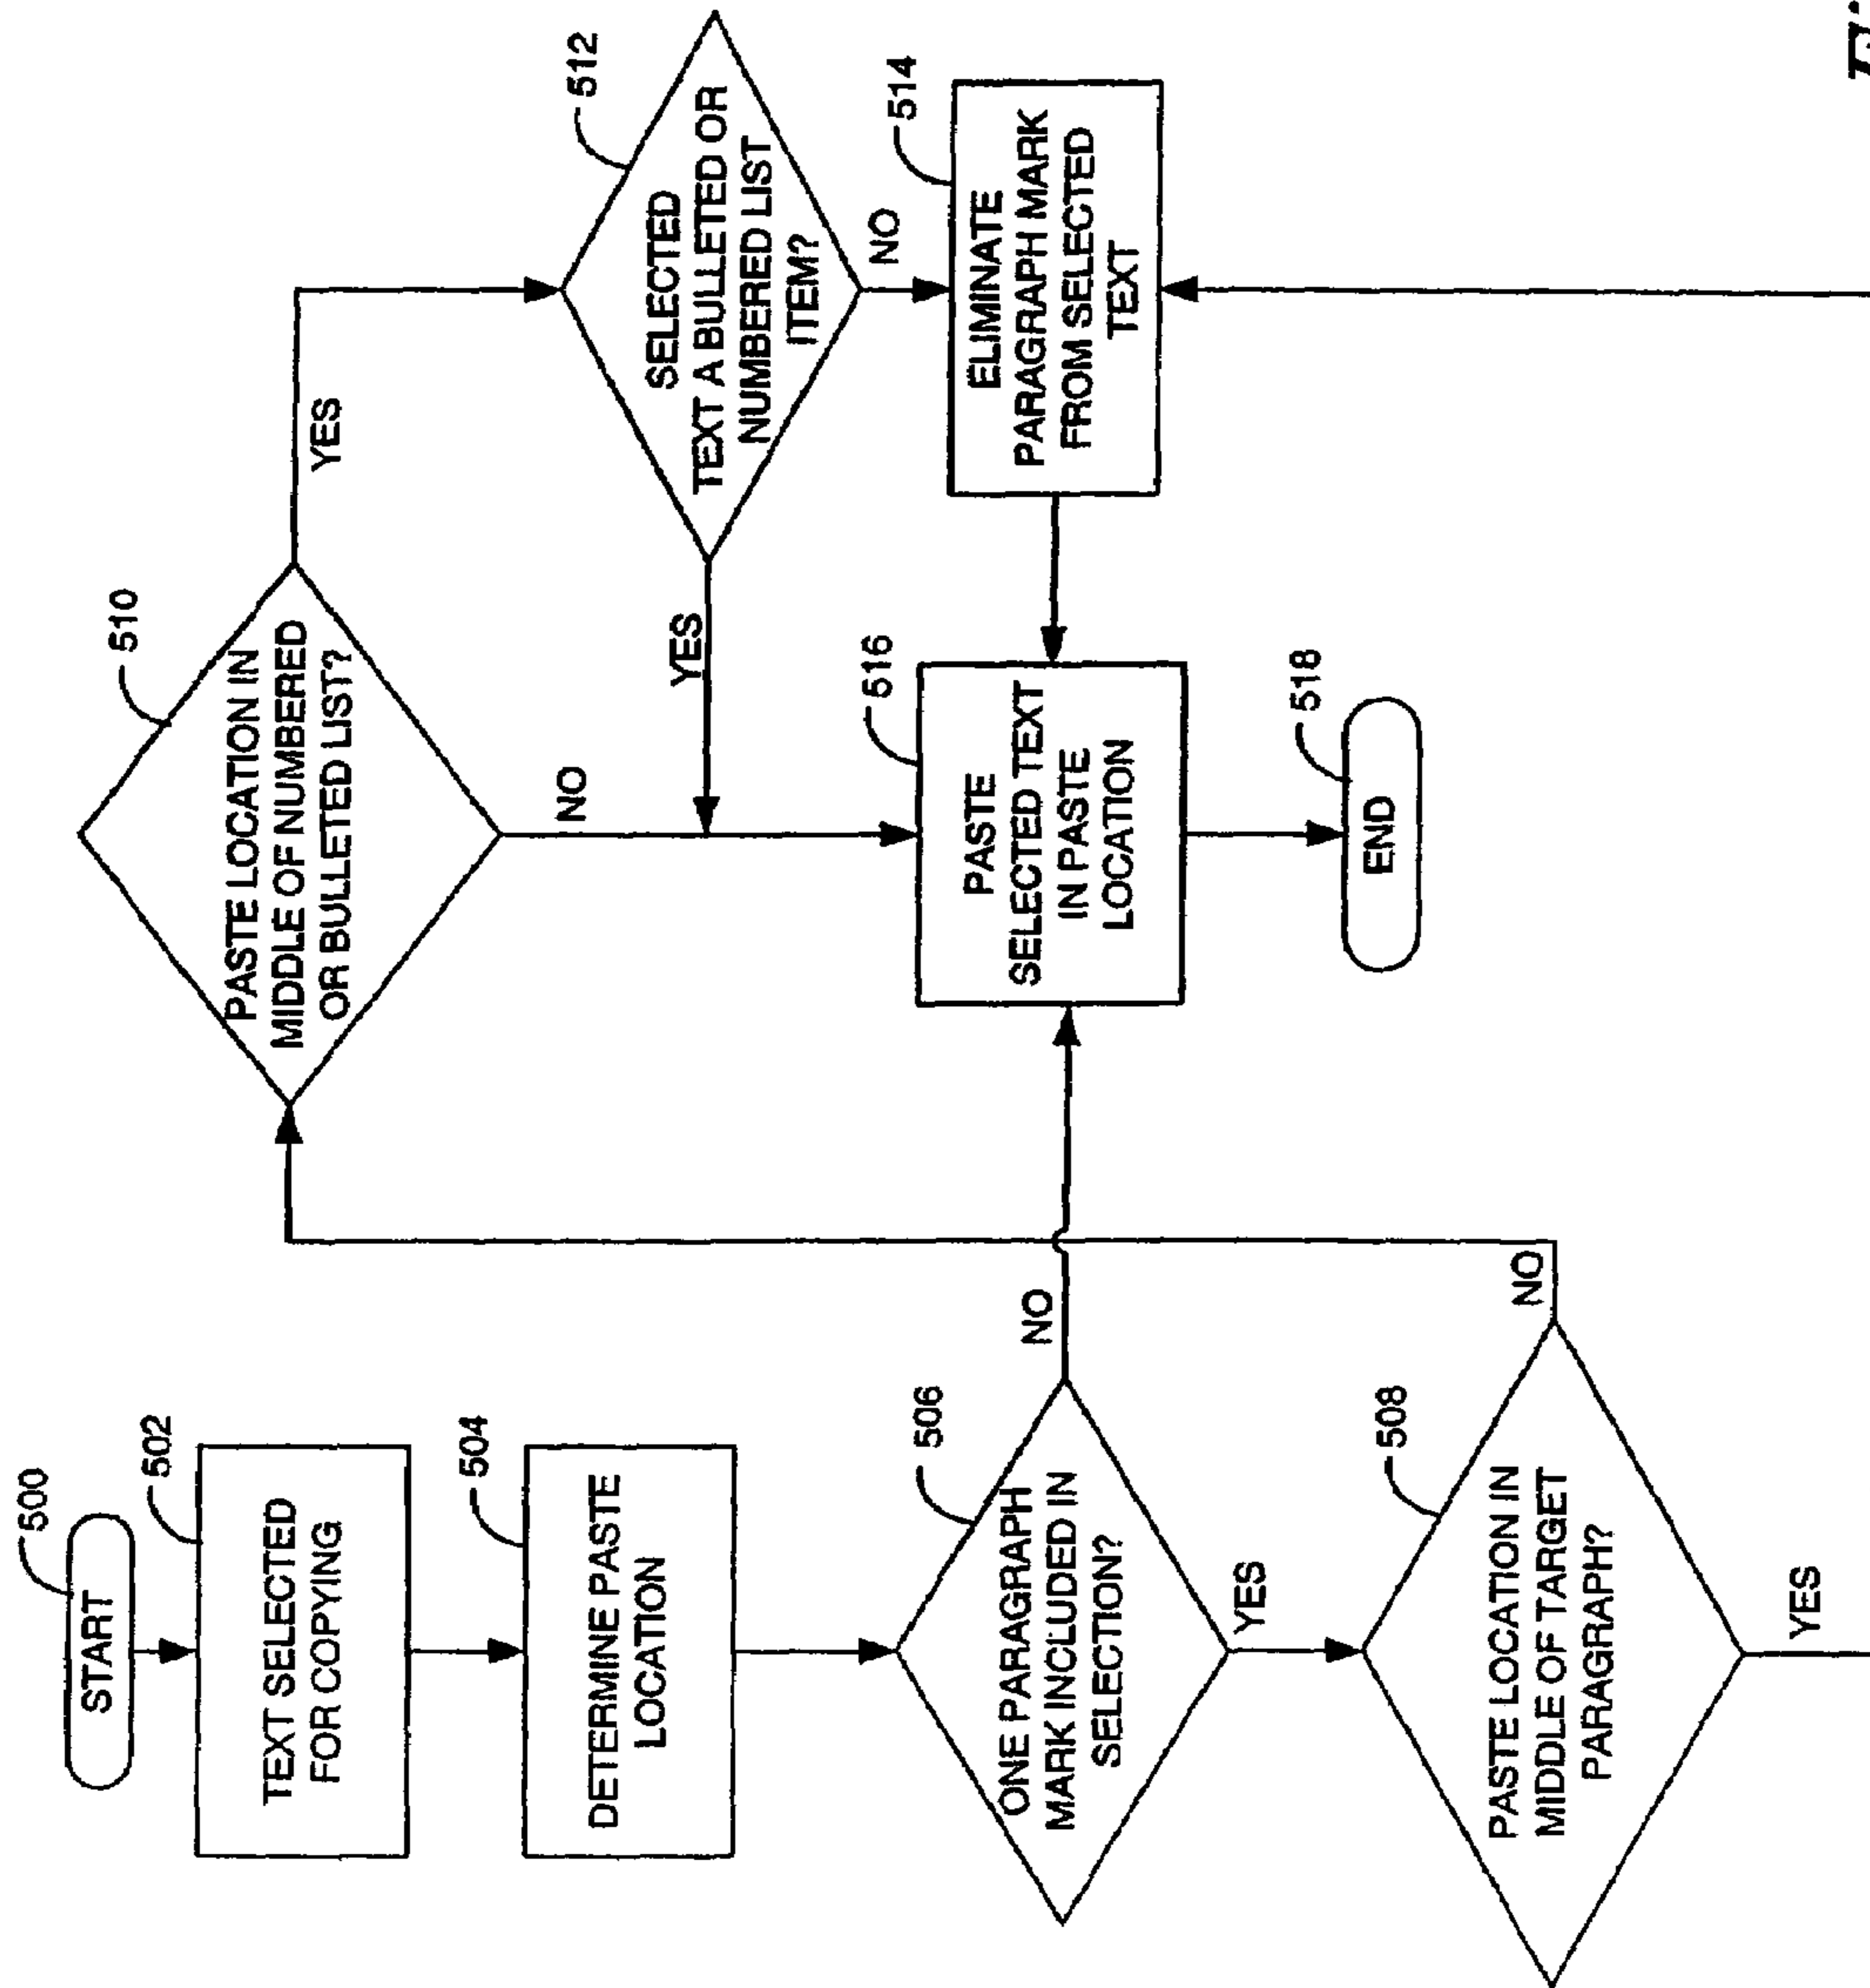 500
START
502
TEXT SELECTED
FOR COPYING
504
DETERMINE PASTE
LOCATION
506
ONE PARAGRAPH
MARK INCLUDED IN
SELECTION?
NO
YES
508
PASTE LOCATION IN
MIDDLE OF TARGET
PARAGRAPH?
NO
YES
510
PASTE LOCATION IN
MIDDLE OF NUMBERED
OR BULLETED LIST?
YES
NO
512
SELECTED
TEXT A BULLETED OR
NUMBERED LIST
ITEM?
YES
NO
514
ELIMINATE
PARAGRAPH MARK
FROM SELECTED
TEXT
516
PASTE
SELECTED TEXT
IN PASTE
LOCATION
518
END